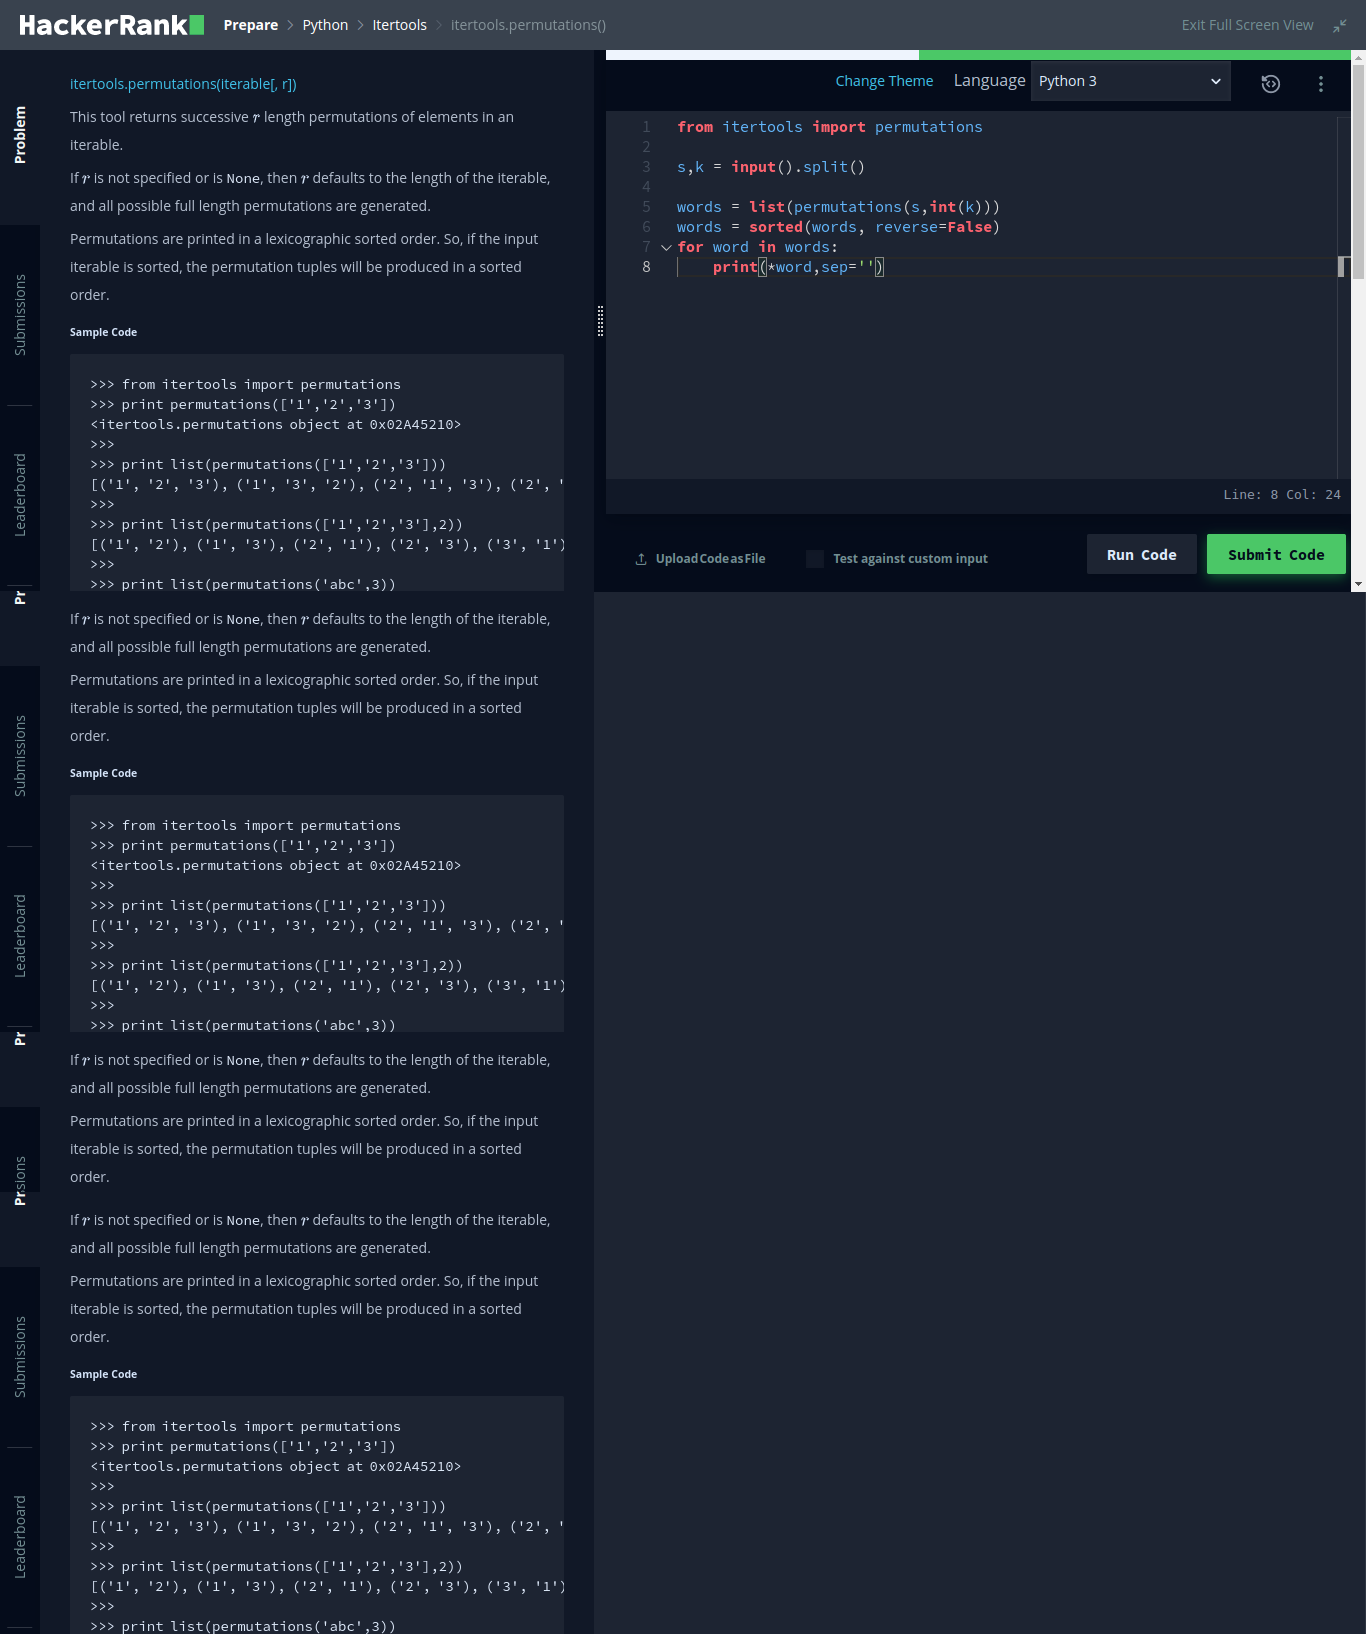 HackerRank Prepare > Python > Itertools > itertools.permutations() Exit Full Screen View
Problem
Submissions
Leaderboard
itertools.permutations(iterable[, r])
This tool returns successive r length permutations of elements in an
iterable.
If r is not specified or is None, then r defaults to the length of the iterable,
and all possible full length permutations are generated.
Permutations are printed in a lexicographic sorted order. So, if the input
iterable is sorted, the permutation tuples will be produced in a sorted
order.
Sample Code
>>> from itertools import permutations
>>> print permutations(['1','2','3'])
<itertools.permutations object at 0x02A45210>
>>>
>>> print list(permutations(['1','2','3']))
[('1', '2', '3'), ('1', '3', '2'), ('2', '1', '3'), ('2', '
>>>
>>> print list(permutations(['1','2','3'],2))
[('1', '2'), ('1', '3'), ('2', '1'), ('2', '3'), ('3', '1')
>>>
>>> print list(permutations('abc',3))
Pr
Submissions
Leaderboard
If r is not specified or is None, then r defaults to the length of the iterable,
and all possible full length permutations are generated.
Permutations are printed in a lexicographic sorted order. So, if the input
iterable is sorted, the permutation tuples will be produced in a sorted
order.
Sample Code
>>> from itertools import permutations
>>> print permutations(['1','2','3'])
<itertools.permutations object at 0x02A45210>
>>>
>>> print list(permutations(['1','2','3']))
[('1', '2', '3'), ('1', '3', '2'), ('2', '1', '3'), ('2', '
>>>
>>> print list(permutations(['1','2','3'],2))
[('1', '2'), ('1', '3'), ('2', '1'), ('2', '3'), ('3', '1')
>>>
>>> print list(permutations('abc',3))
Pr
sions
If r is not specified or is None, then r defaults to the length of the iterable,
and all possible full length permutations are generated.
Permutations are printed in a lexicographic sorted order. So, if the input
iterable is sorted, the permutation tuples will be produced in a sorted
order.
Pr
Submissions
Leaderboard
If r is not specified or is None, then r defaults to the length of the iterable,
and all possible full length permutations are generated.
Permutations are printed in a lexicographic sorted order. So, if the input
iterable is sorted, the permutation tuples will be produced in a sorted
order.
Sample Code
>>> from itertools import permutations
>>> print permutations(['1','2','3'])
<itertools.permutations object at 0x02A45210>
>>>
>>> print list(permutations(['1','2','3']))
[('1', '2', '3'), ('1', '3', '2'), ('2', '1', '3'), ('2', '
>>>
>>> print list(permutations(['1','2','3'],2))
[('1', '2'), ('1', '3'), ('2', '1'), ('2', '3'), ('3', '1')
>>>
>>> print list(permutations('abc',3))
Change Theme Language Python 3
1 from itertools import permutations
2
3 s,k = input().split()
4
5 words = list(permutations(s,int(k)))
6 words = sorted(words, reverse=False)
7 for word in words:
8     print(*word,sep='')
Line: 8 Col: 24
Upload Code as File Test against custom input Run Code Submit Code